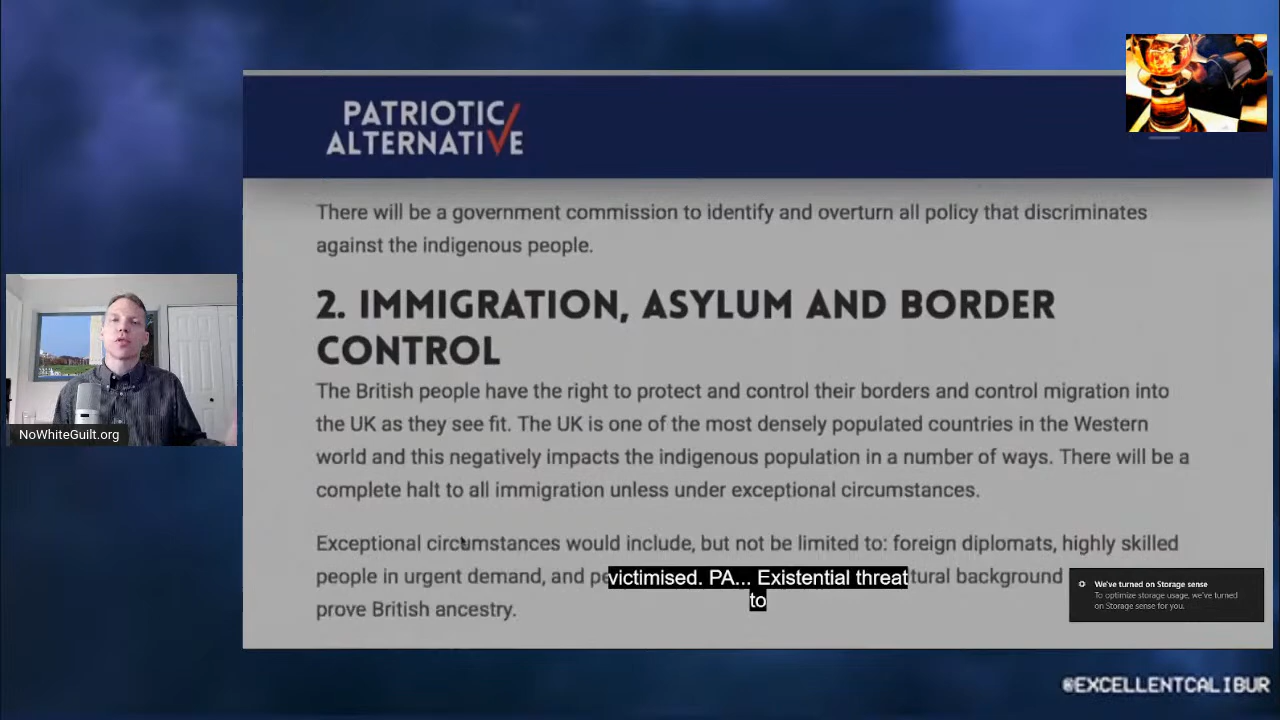 PATRIOTIC
ALTERNATIVE
There will be a government commission to identify and overturn all policy that discriminates
against the indigenous people.
2. IMMIGRATION, ASYLUM AND BORDER
CONTROL
The British people have the right to protect and control their borders and control migration into
the UK as they see fit. The UK is one of the most densely populated countries in the Western
world and this negatively impacts the indigenous population in a number of ways. There will be a
complete halt to all immigration unless under exceptional circumstances.
Exceptional circumstances would include, but not be limited to: foreign diplomats, highly skilled
people in urgent demand, and pe
tural background
prove British ancestry.
victimised. PA... Existential threat
to
NoWhiteGuilt.org
We've turned on Storage sense
To optimize storage usage, we've turned
on Storage sense for you.
@EXCELLENTCALIBUR